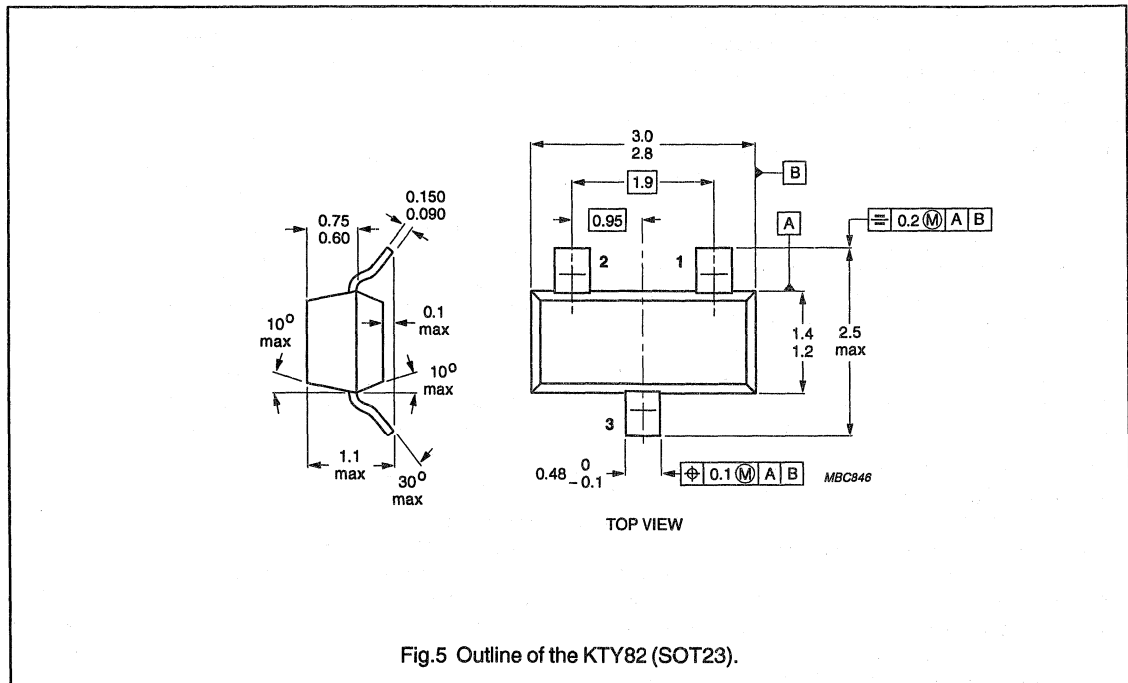 3.0
2.8
1.9
B
0.150
0.090
0.75
0.60
0.95
A
0.2 Ⓜ A B
2
1
0.1
max
10°
max
1.4
1.2
2.5
max
10°
max
3
1.1
max
30°
max
0.48 0
–0.1
0.1 Ⓜ A B
MBC846
TOP VIEW
Fig.5 Outline of the KTY82 (SOT23).